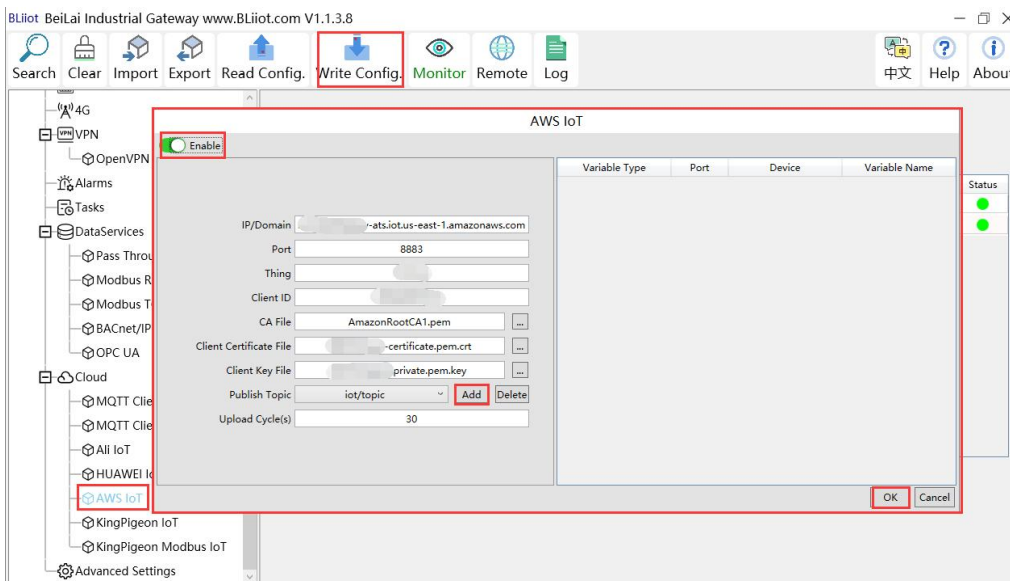 BLiiot BeiLai Industrial Gateway www.BLiiot.com V1.1.3.8
Search Clear Import Export Read Config. Write Config. Monitor Remote Log 中文 Help About
4G
VPN
OpenVPN
Alarms
Tasks
DataServices
Pass Throu
Modbus R
Modbus T
BACnet/IP
OPC UA
Cloud
MQTT Clie
MQTT Clie
Ali IoT
HUAWEI Io
AWS IoT
KingPigeon IoT
KingPigeon Modbus IoT
Advanced Settings
AWS IoT
Enable
IP/Domain -ats.iot.us-east-1.amazonaws.com
Port 8883
Thing
Client ID
CA File AmazonRootCA1.pem ...
Client Certificate File -certificate.pem.crt ...
Client Key File private.pem.key ...
Publish Topic iot/topic Add Delete
Upload Cycle(s) 30
Variable Type Port Device Variable Name
OK Cancel
Status